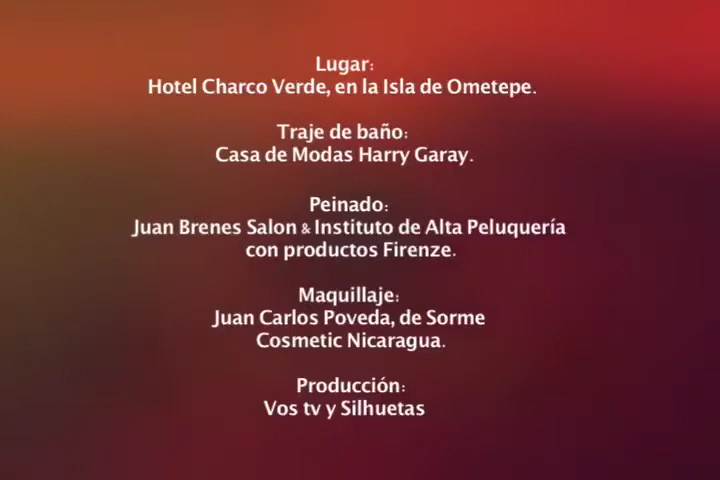 Lugar:
Hotel Charco Verde, en la Isla de Ometepe.
Traje de baño:
Casa de Modas Harry Garay.
Peinado:
Juan Brenes Salon & Instituto de Alta Peluquería
con productos Firenze.
Maquillaje:
Juan Carlos Poveda, de Sorme
Cosmetic Nicaragua.
Producción:
Vos tv y Silhuetas